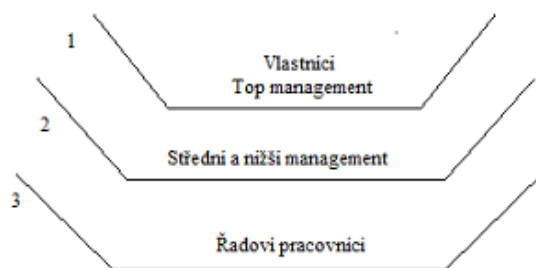 1
Vlastníci
Top management
2
Střední a nižší management
3
Řadoví pracovníci